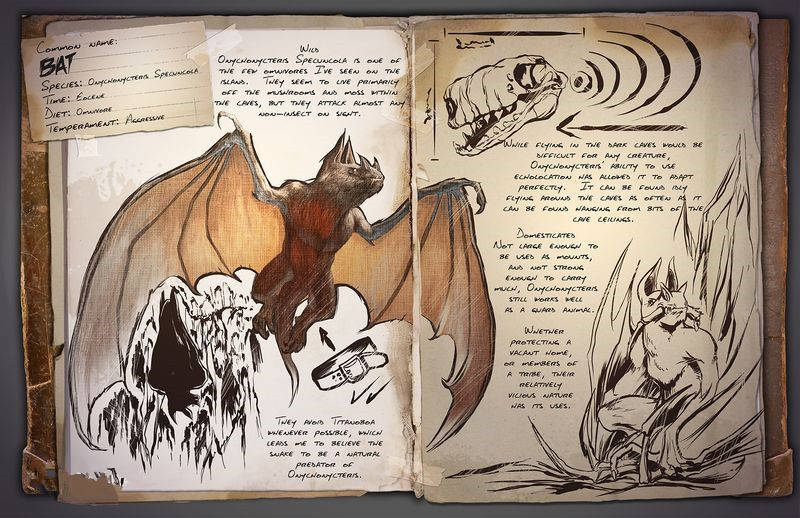 Common name:
BAT
Species: Onychonycteris Specuncola
Time: Eocene
Diet: Omnivore
Temperament: Aggressive
Wild
Onychonycteris Specuncola is one of
the few omnivores I've seen on the
island. They seem to live primarily
off the mushrooms and moss within
the caves, but they attack almost any
non-insect on sight.
They avoid Titanoboa
whenever possible, which
leads me to believe the
snake to be a natural
predator of
Onychonycteris.
While flying in the dark caves would be
difficult for any creature,
Onychonycteris' ability to use
echolocation has allowed it to adapt
perfectly. It can be found idly
flying around the caves as often as it
can be found hanging from bits of the
cave ceilings.
Domesticated
Not large enough to
be used as mounts,
and not strong
enough to carry
much, Onychonycteris
still works well
as a guard animal.
Whether
protecting a
vacant home,
or members of
a tribe, their
relatively
vicious nature
has its uses.